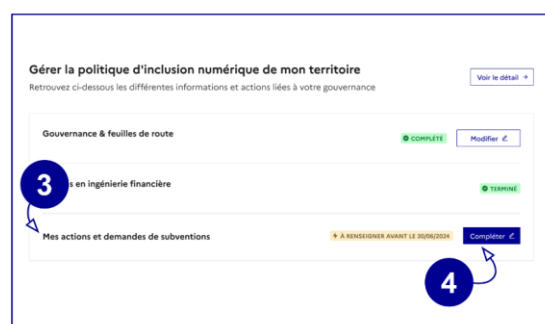 Gérer la politique d'inclusion numérique de mon territoire
Voir le détail →
Retrouvez ci-dessous les différentes informations et actions liées à votre gouvernance
Gouvernance & feuilles de route
COMPLÉTÉ
Modifier
3
s en ingénierie financière
TERMINÉ
Mes actions et demandes de subventions
À RENSEIGNER AVANT LE 30/06/2024
Compléter
4